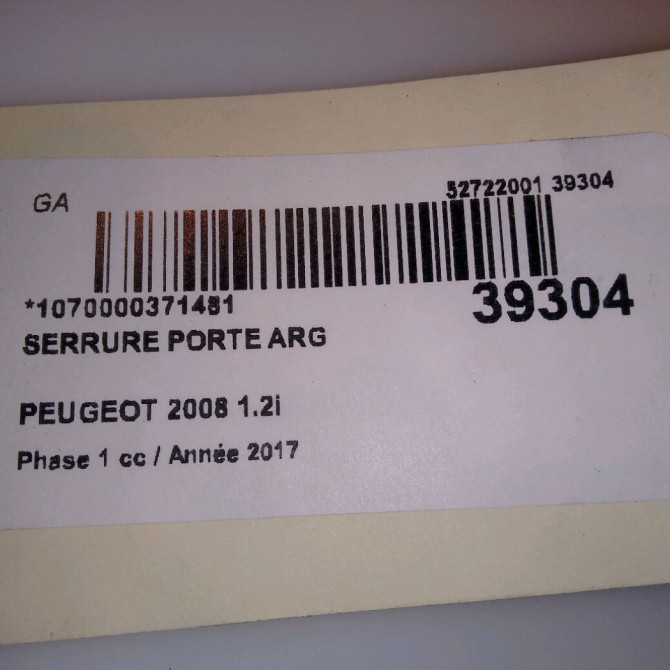 GA
52722001 39304
*1070000371481
39304
SERRURE PORTE ARG
PEUGEOT 2008 1.2i
Phase 1 cc / Année 2017